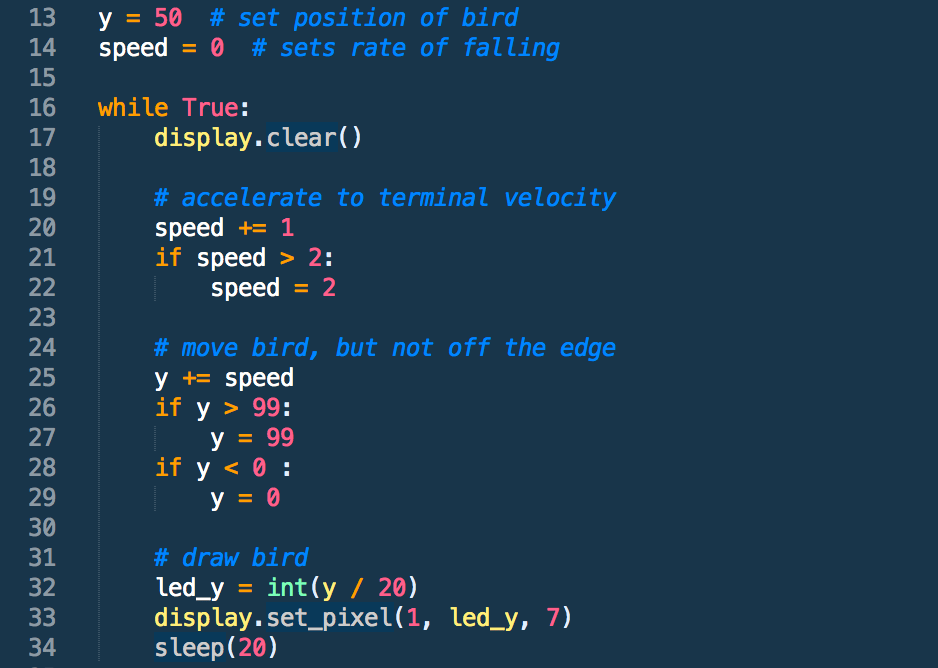 13 y = 50  # set position of bird
14 speed = 0  # sets rate of falling
15
16 while True:
17     display.clear()
18
19     # accelerate to terminal velocity
20     speed += 1
21     if speed > 2:
22         speed = 2
23
24     # move bird, but not off the edge
25     y += speed
26     if y > 99:
27         y = 99
28     if y < 0 :
29         y = 0
30
31     # draw bird
32     led_y = int(y / 20)
33     display.set_pixel(1, led_y, 7)
34     sleep(20)